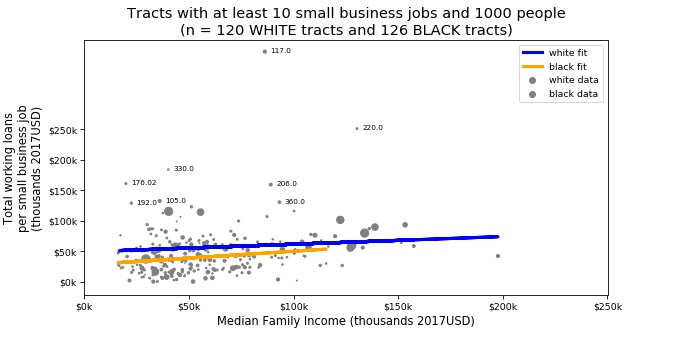 Tracts with at least 10 small business jobs and 1000 people
(n = 120 WHITE tracts and 126 BLACK tracts)
117.0
white fit
black fit
white data
black data
220.0
330.0
176.02
206.0
192.0
105.0
360.0
$250k
$200k
$150k
$100k
$50k
$0k
Total working loans
per small business job
(thousands 2017USD)
$0k
$50k
$100k
$150k
$200k
$250k
Median Family Income (thousands 2017USD)